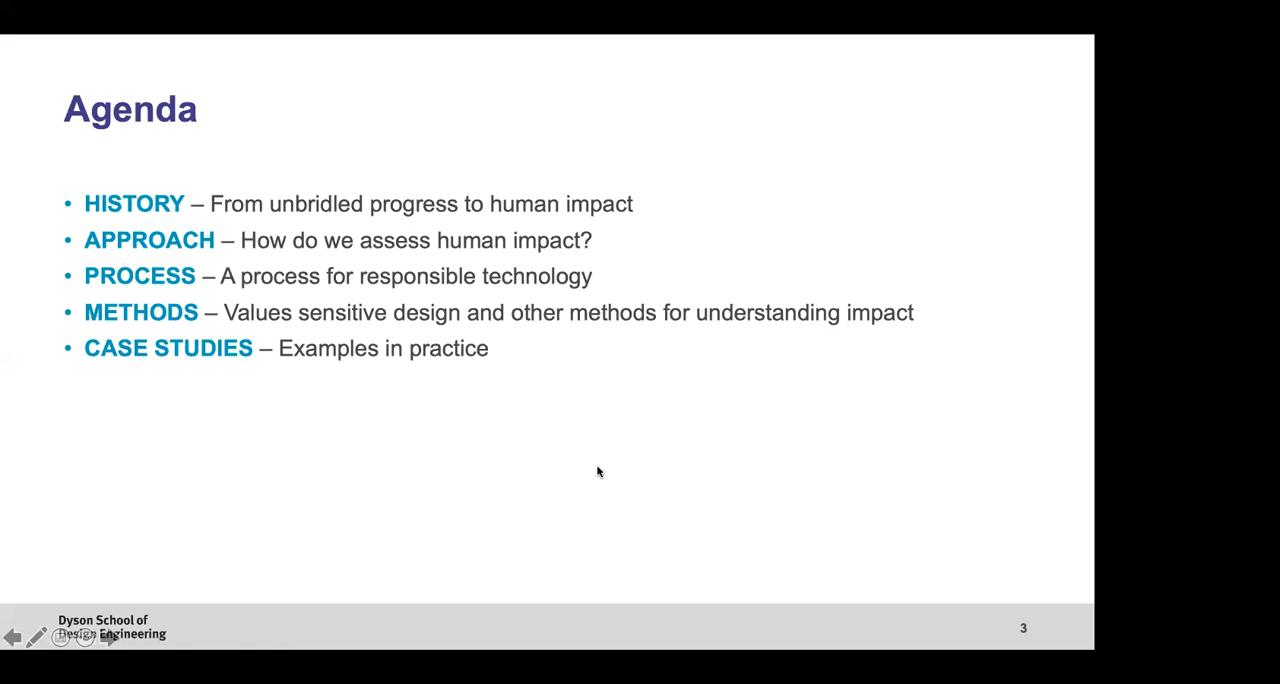 Agenda
• HISTORY – From unbridled progress to human impact
• APPROACH – How do we assess human impact?
• PROCESS – A process for responsible technology
• METHODS – Values sensitive design and other methods for understanding impact
• CASE STUDIES – Examples in practice
Dyson School of
Design Engineering
3